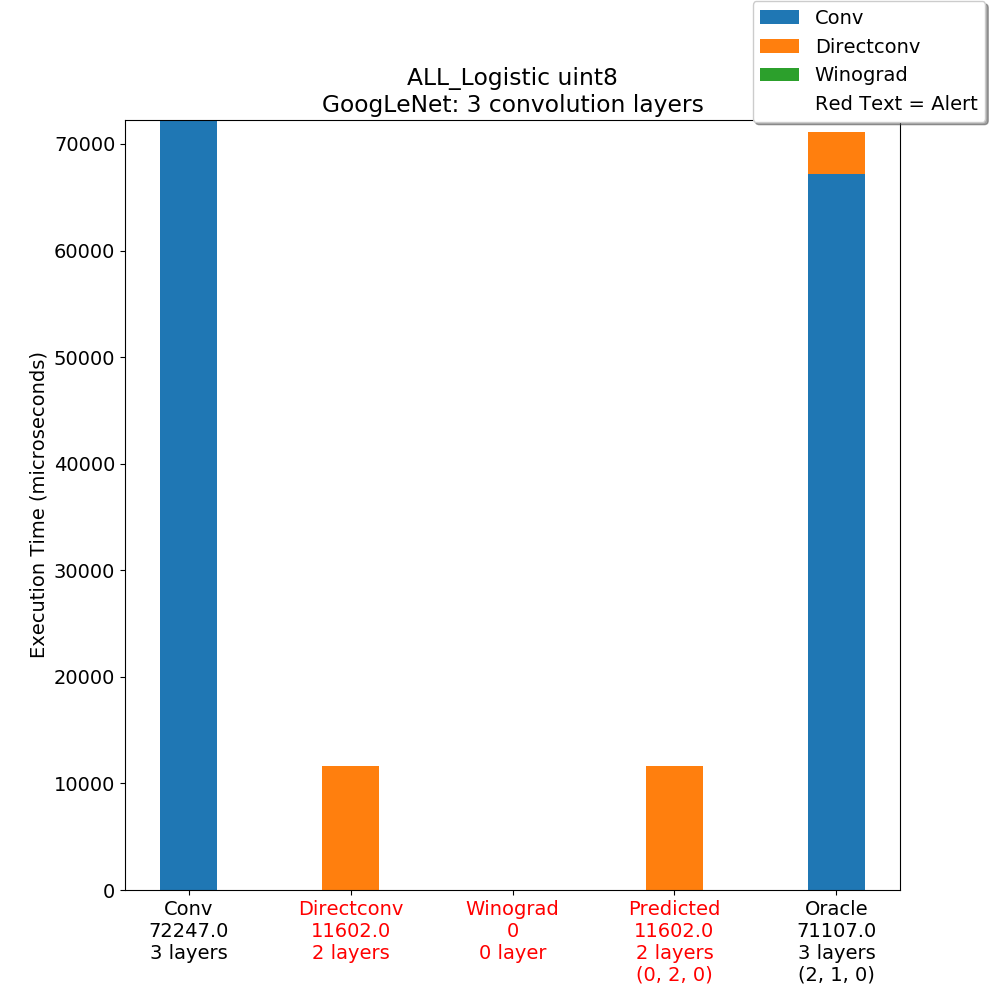 Conv
Directconv
Winograd
Red Text = Alert
ALL_Logistic uint8
GoogLeNet: 3 convolution layers
Execution Time (microseconds)
70000
60000
50000
40000
30000
20000
10000
0
Conv
72247.0
3 layers
Directconv
11602.0
2 layers
Winograd
0
0 layer
Predicted
11602.0
2 layers
(0, 2, 0)
Oracle
71107.0
3 layers
(2, 1, 0)